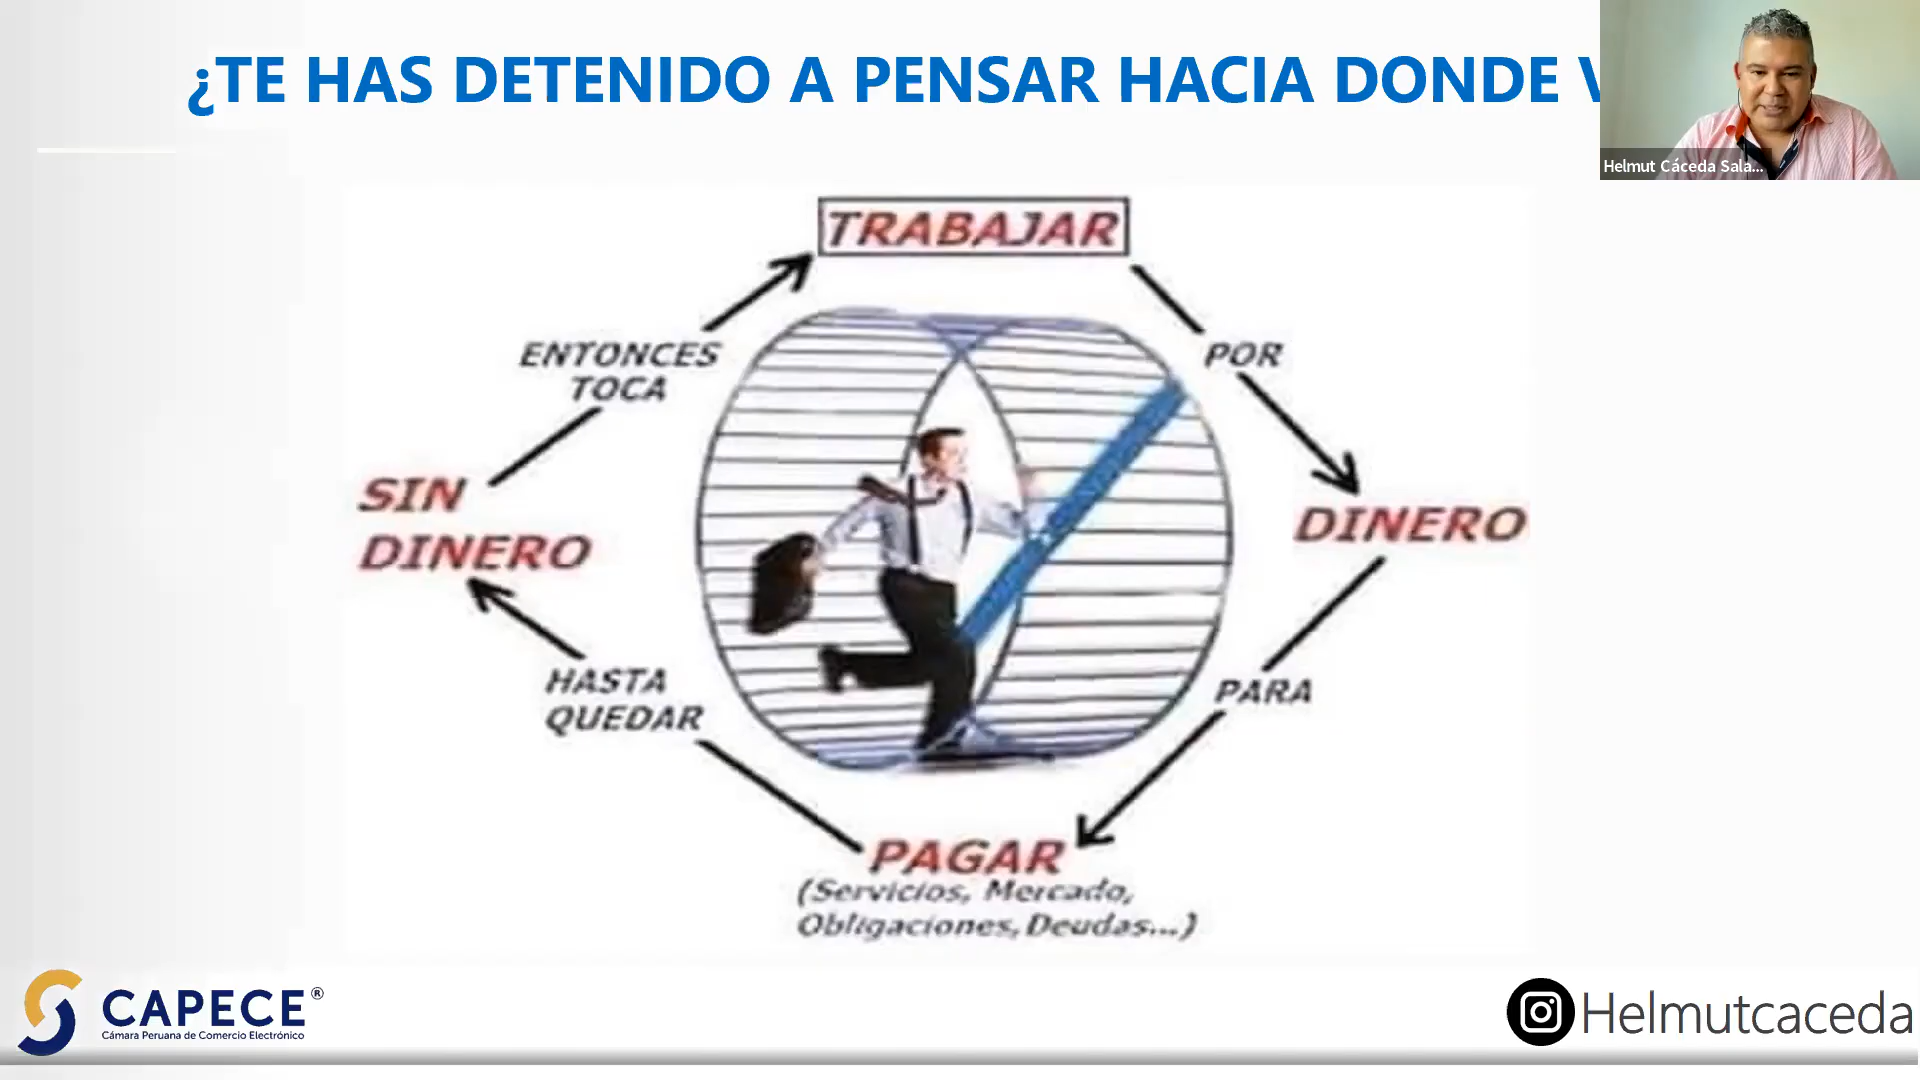 ¿TE HAS DETENIDO A PENSAR HACIA DONDE
Helmut Cáceda Sala...
TRABAJAR
ENTONCES
TOCA
POR
SIN
DINERO
DINERO
HASTA
QUEDAR
PARA
PAGAR
(Servicios, Mercado,
Obligaciones, Deudas...)
CAPECE®
Cámara Peruana de Comercio Electrónico
Helmutcaceda